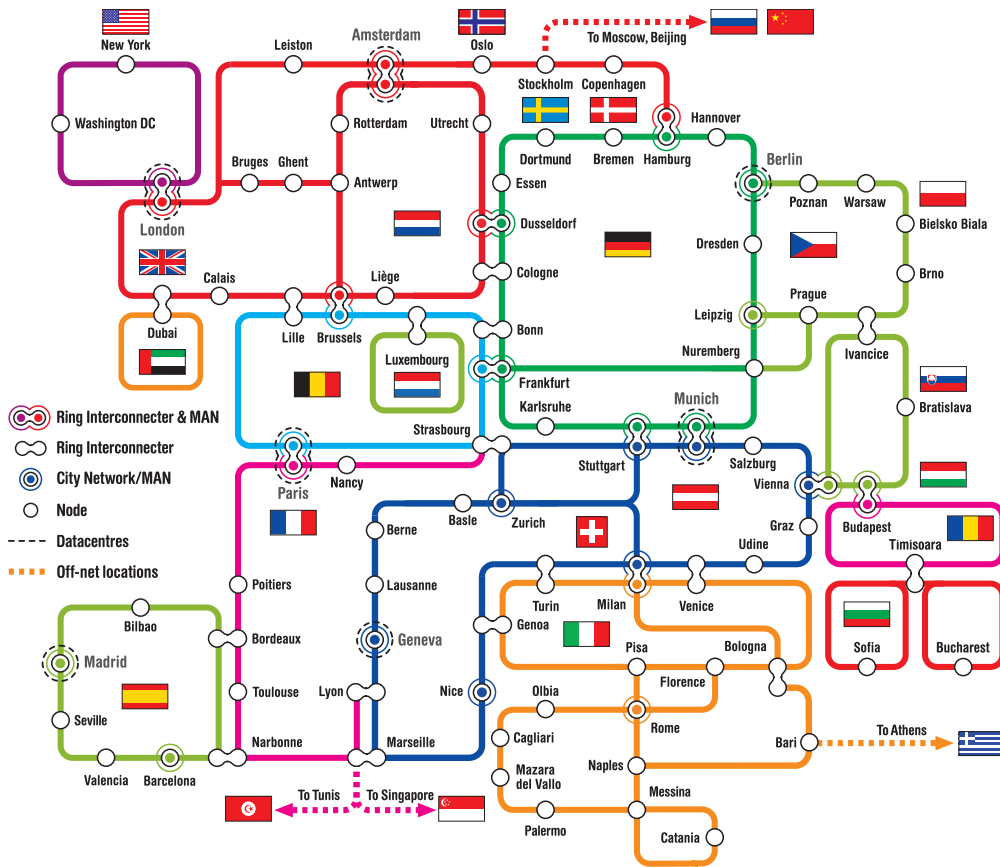 New York
Leiston
Amsterdam
Oslo
To Moscow, Beijing
Stockholm
Copenhagen
Washington DC
Rotterdam
Utrecht
Hannover
Dortmund
Bremen
Hamburg
Berlin
Bruges
Ghent
Antwerp
Essen
Poznan
Warsaw
London
Dusseldorf
Bielsko Biala
Dresden
Calais
Liège
Cologne
Brno
Prague
Dubai
Lille
Brussels
Bonn
Leipzig
Luxembourg
Nuremberg
Ivancice
Frankfurt
Karlsruhe
Munich
Bratislava
Ring Interconnecter & MAN
Ring Interconnecter
City Network/MAN
Node
Datacentres
Off-net locations
Strasbourg
Stuttgart
Salzburg
Paris
Nancy
Vienna
Basle
Zurich
Budapest
Berne
Graz
Udine
Timisoara
Poitiers
Lausanne
Turin
Milan
Venice
Bilbao
Bordeaux
Geneva
Genoa
Pisa
Bologna
Sofia
Bucharest
Madrid
Florence
Toulouse
Lyon
Nice
Olbia
Seville
Rome
Cagliari
Bari
To Athens
Narbonne
Marseille
Valencia
Barcelona
Mazara
del Vallo
Naples
To Tunis
To Singapore
Messina
Palermo
Catania